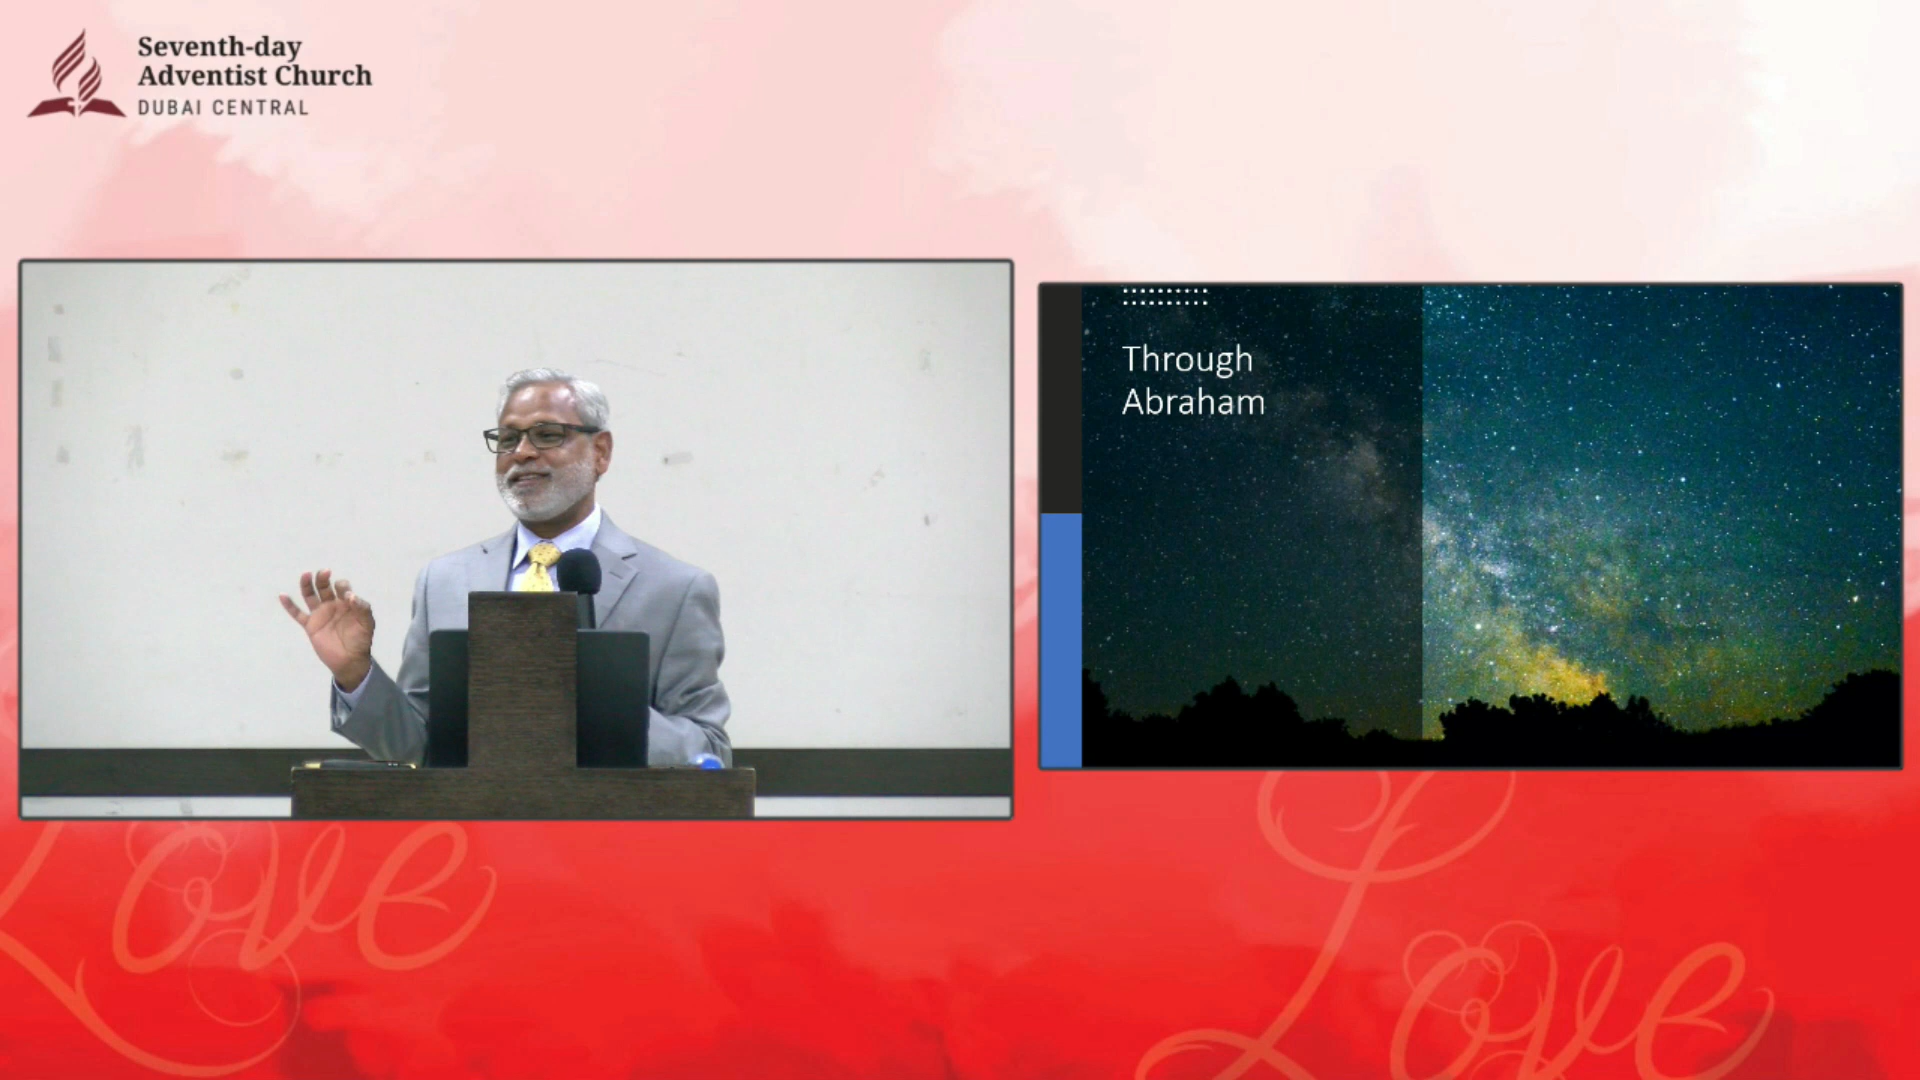 Seventh-day
Adventist Church
DUBAI CENTRAL
Through
Abraham
Love
Love